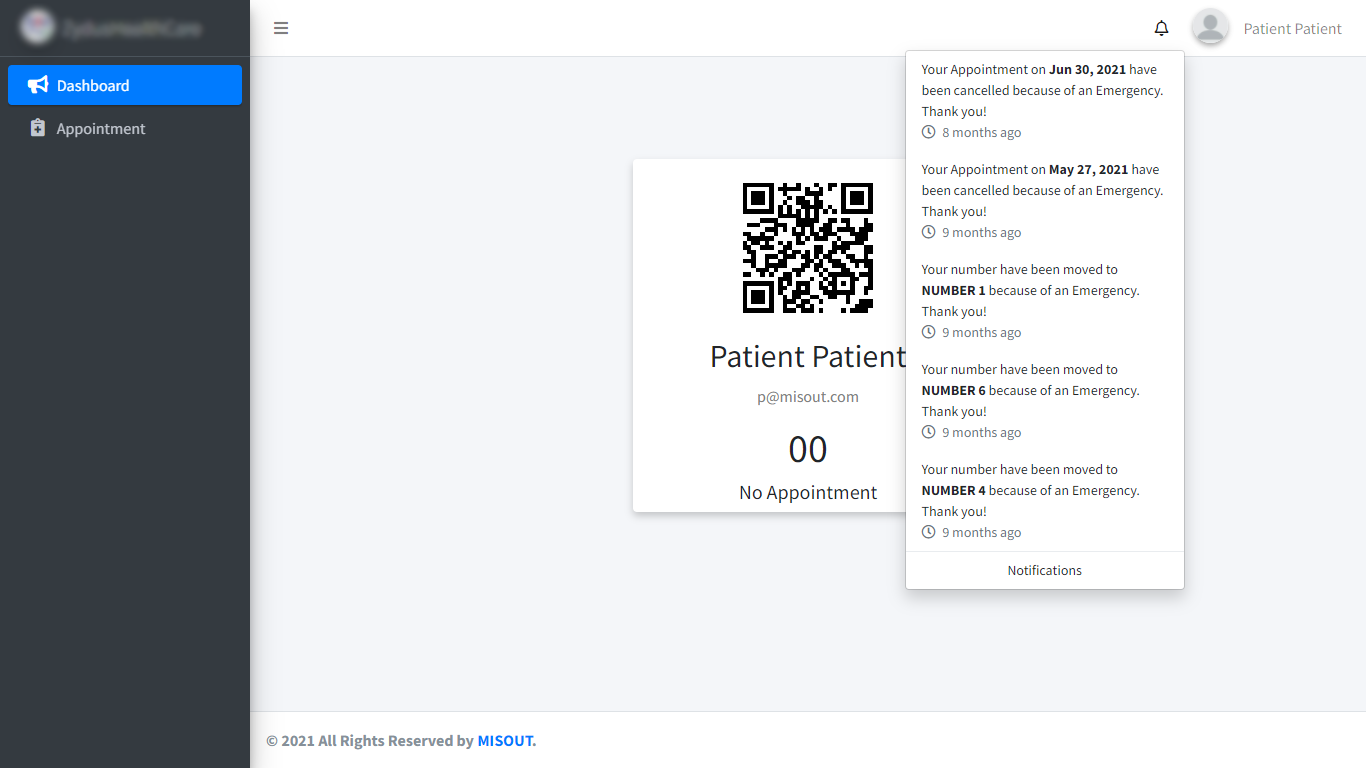 Patient Patient
Dashboard
Appointment
Your Appointment on Jun 30, 2021 have
been cancelled because of an Emergency.
Thank you!
8 months ago
Your Appointment on May 27, 2021 have
been cancelled because of an Emergency.
Thank you!
9 months ago
Your number have been moved to
NUMBER 1 because of an Emergency.
Thank you!
9 months ago
Your number have been moved to
NUMBER 6 because of an Emergency.
Thank you!
9 months ago
Your number have been moved to
NUMBER 4 because of an Emergency.
Thank you!
9 months ago
Notifications
Patient Patient
p@misout.com
00
No Appointment
© 2021 All Rights Reserved by MISOUT.